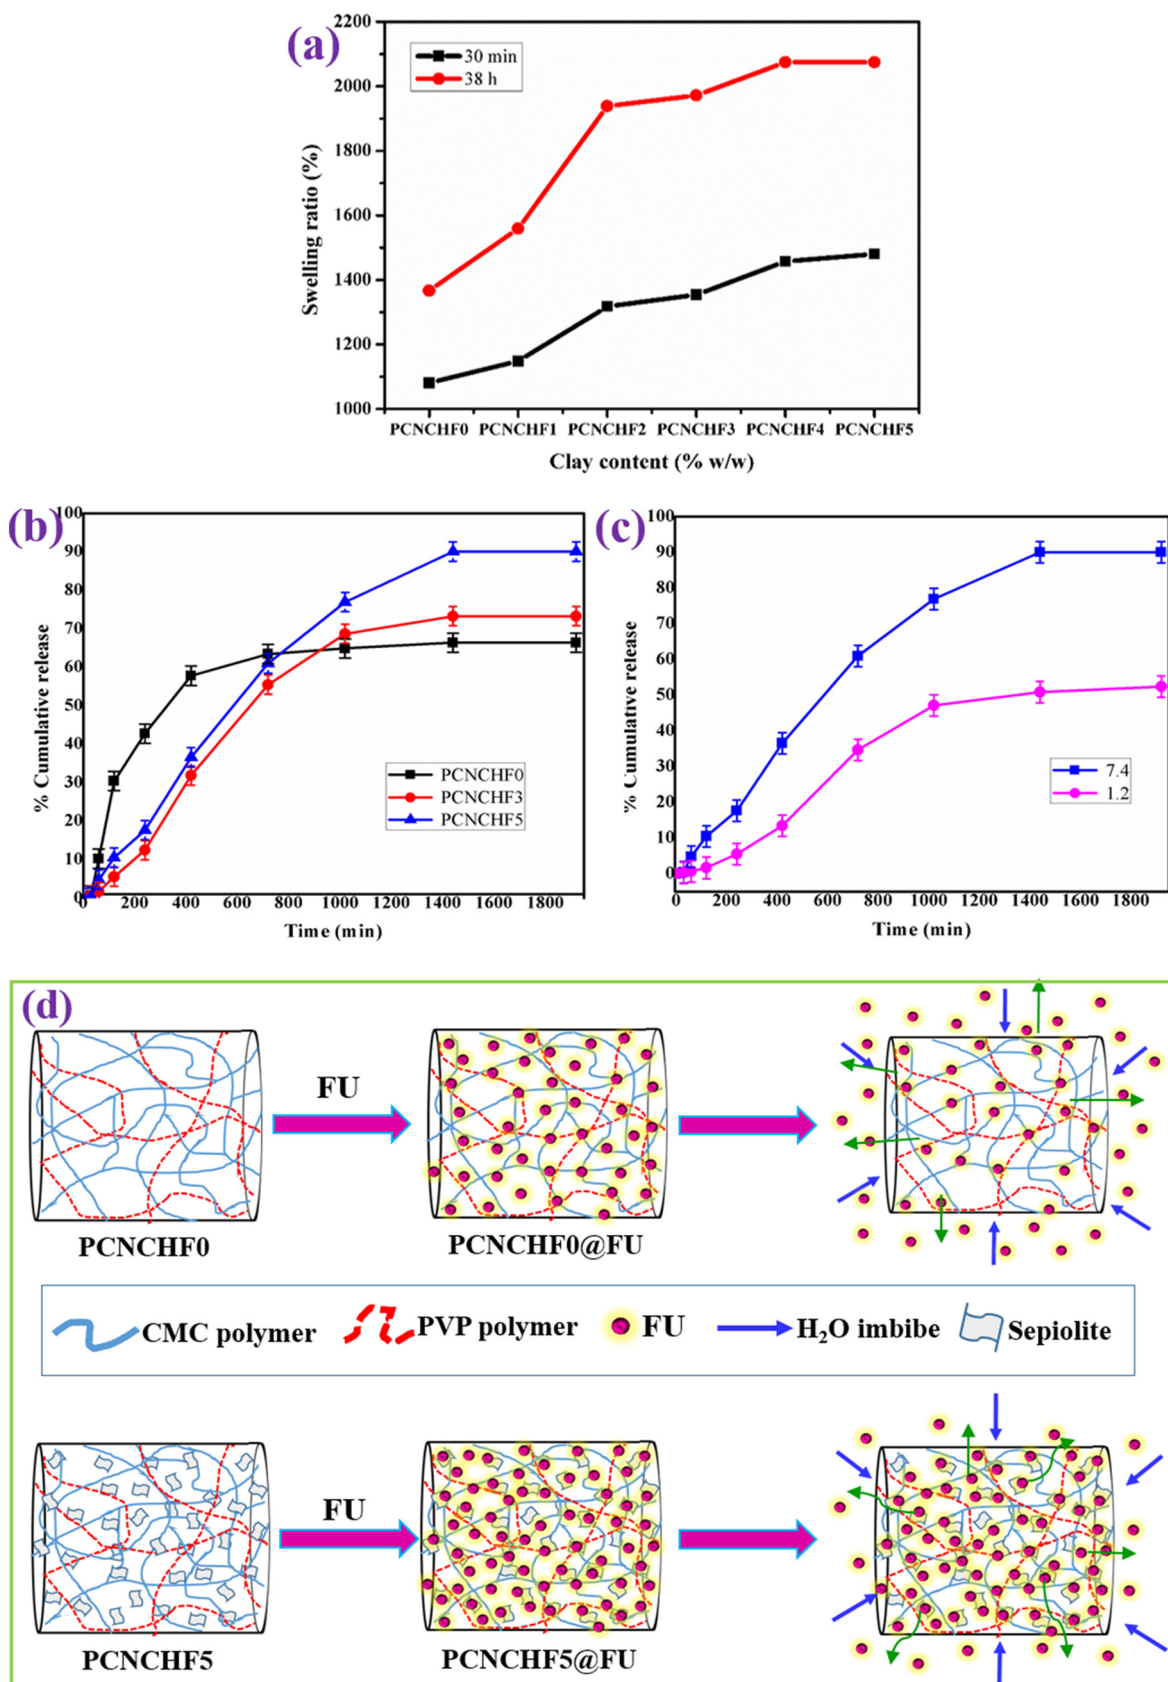 (a)
2200
2000
1800
1600
1400
1200
1000
Swelling ratio (%)
30 min
38 h
PCNCHF0 PCNCHF1 PCNCHF2 PCNCHF3 PCNCHF4 PCNCHF5
Clay content (% w/w)
(b)
100
90
80
70
60
50
40
30
20
10
0
% Cumulative release
PCNCHF0
PCNCHF3
PCNCHF5
0 200 400 600 800 1000 1200 1400 1600 1800
Time (min)
(c)
100
90
80
70
60
50
40
30
20
10
0
% Cumulative release
7.4
1.2
0 200 400 600 800 1000 1200 1400 1600 1800
Time (min)
(d)
FU
PCNCHF0
PCNCHF0@FU
CMC polymer PVP polymer FU H₂O imbibe Sepiolite
FU
PCNCHF5
PCNCHF5@FU